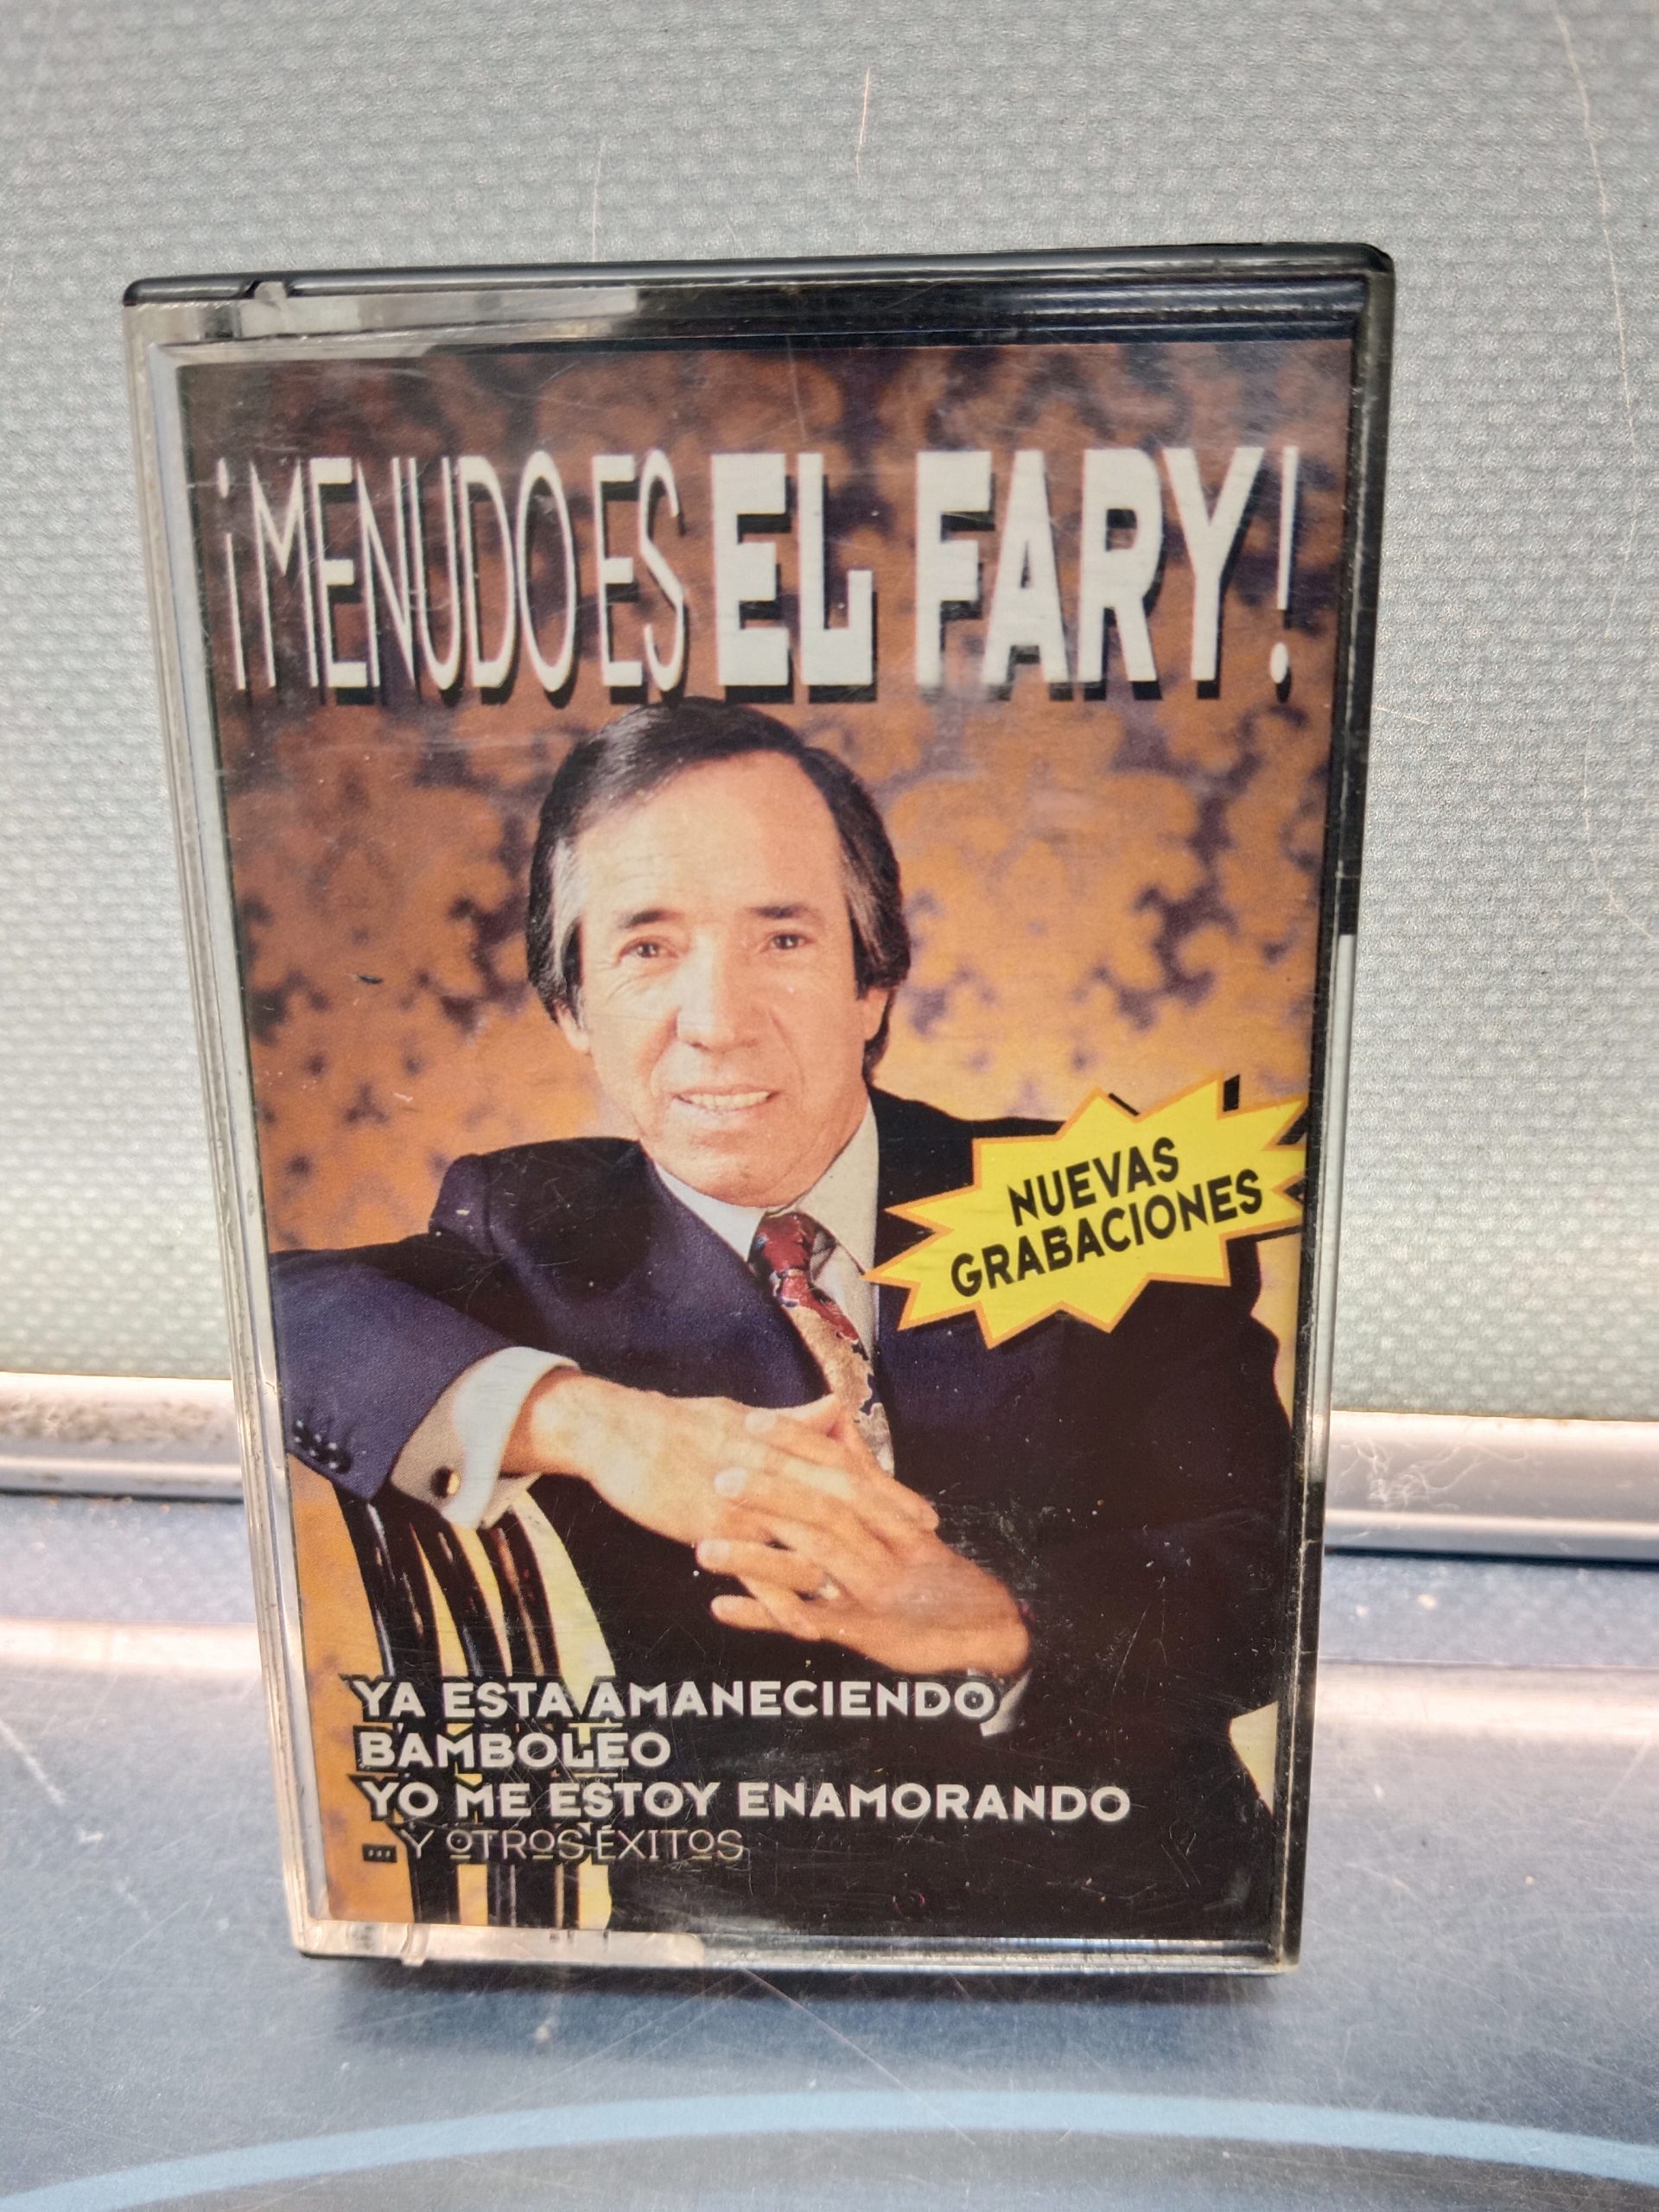 ¡MENUDO ES EL FARY!
NUEVAS
GRABACIONES
YA ESTA AMANECIENDO
BAMBOLEO
YO ME ESTOY ENAMORANDO
... Y OTROS ÉXITOS